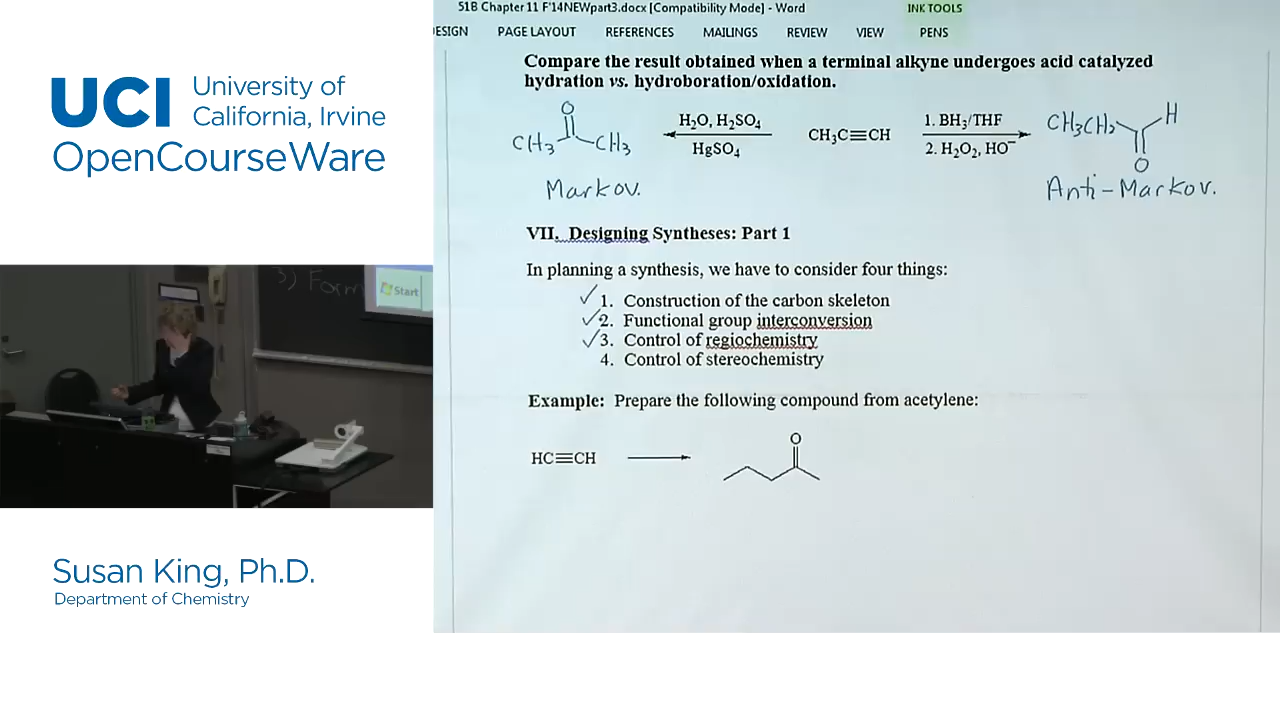 51B Chapter 11 F'14NEWpart3.docx [Compatibility Mode] - Word
INK TOOLS
ESIGN PAGE LAYOUT REFERENCES MAILINGS REVIEW VIEW PENS
UCI University of California, Irvine
OpenCourseWare
Compare the result obtained when a terminal alkyne undergoes acid catalyzed
hydration vs. hydroboration/oxidation.
O
CH3 CH3
H2O, H2SO4
HgSO4
CH3C≡CH
1. BH3/THF
2. H2O2, HO−
CH3CH2 H
O
Markov.
Anti-Markov.
VII. Designing Syntheses: Part 1
In planning a synthesis, we have to consider four things:
✓ 1. Construction of the carbon skeleton
✓ 2. Functional group interconversion
✓ 3. Control of regiochemistry
4. Control of stereochemistry
Example: Prepare the following compound from acetylene:
O
HC≡CH
3) Form
Start
Susan King, Ph.D.
Department of Chemistry